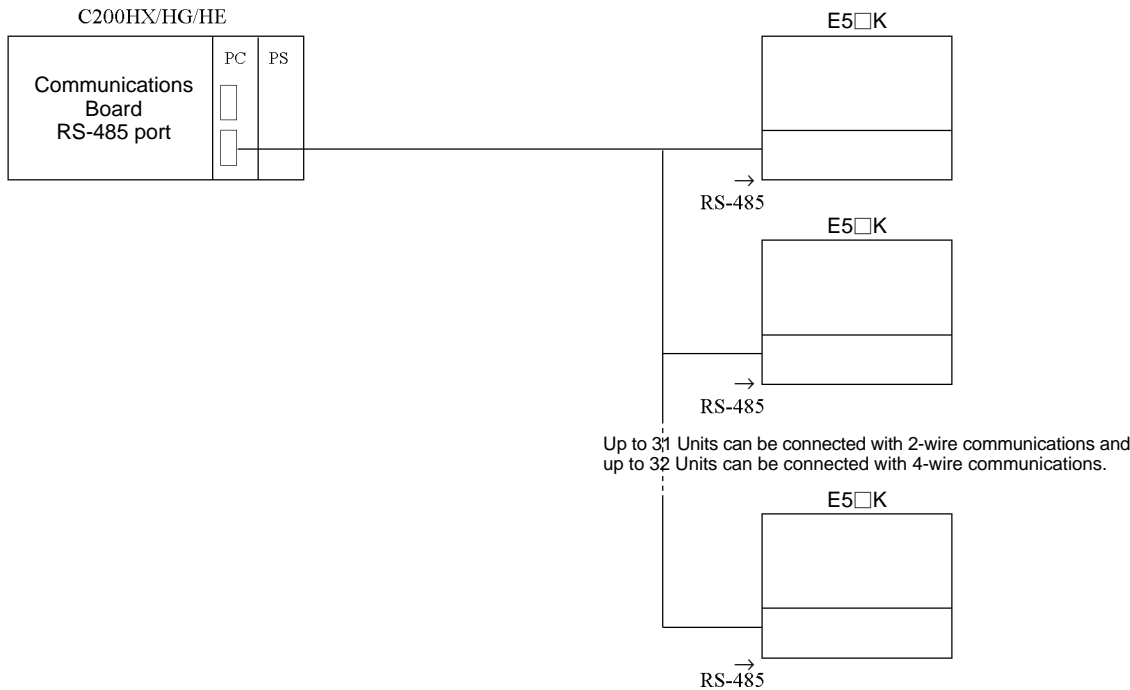 C200HX/HG/HE
PC
PS
Communications
Board
RS-485 port
E5□K
→
RS-485
E5□K
→
RS-485
Up to 31 Units can be connected with 2-wire communications and
up to 32 Units can be connected with 4-wire communications.
E5□K
→
RS-485